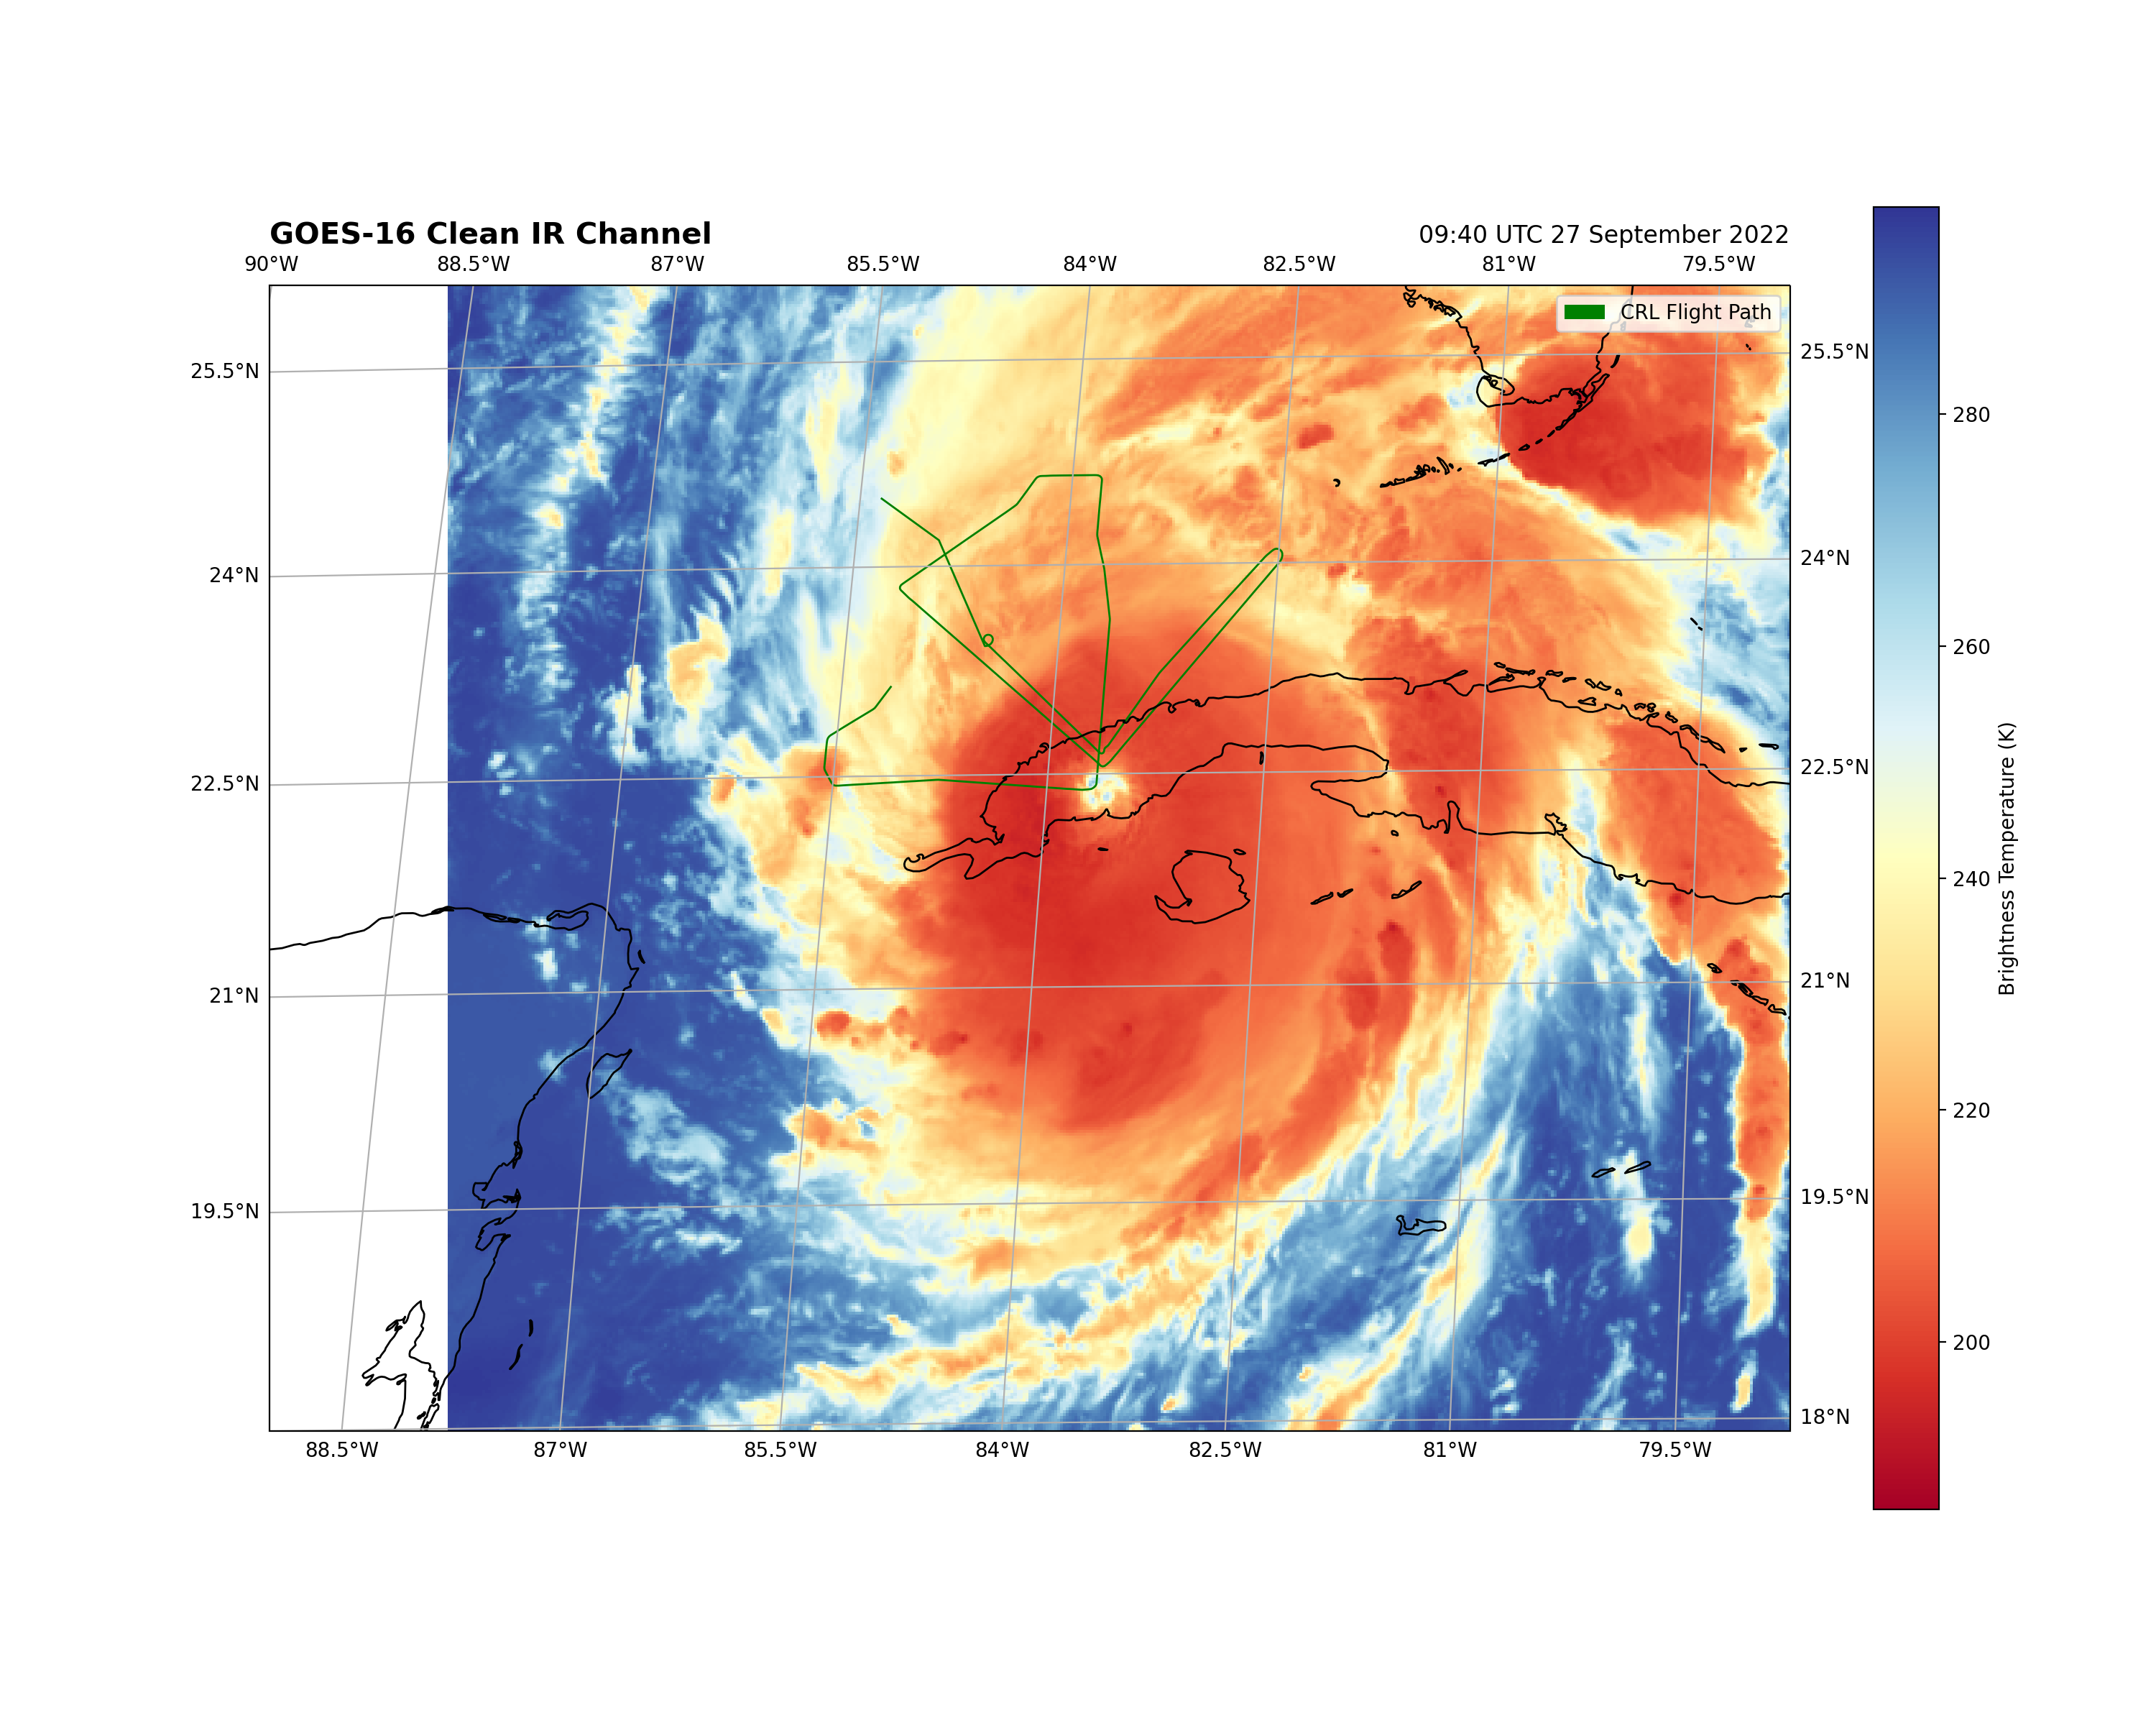 GOES-16 Clean IR Channel
09:40 UTC 27 September 2022
90°W 88.5°W 87°W 85.5°W 84°W 82.5°W 81°W 79.5°W
CRL Flight Path
25.5°N 25.5°N
24°N 24°N
22.5°N 22.5°N
21°N 21°N
19.5°N 19.5°N
18°N
88.5°W 87°W 85.5°W 84°W 82.5°W 81°W 79.5°W
280
260
240
220
200
Brightness Temperature (K)